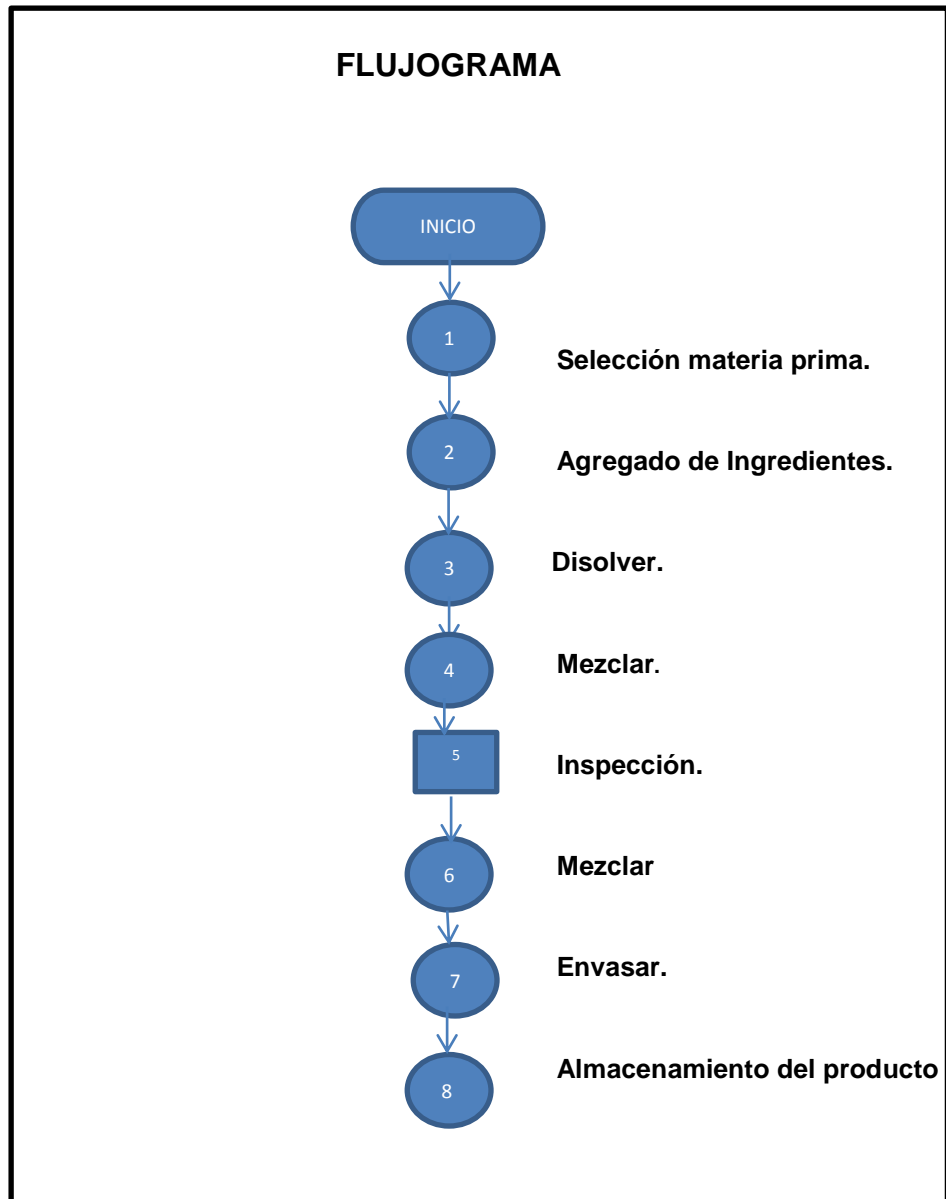 FLUJOGRAMA
INICIO
1
Selección materia prima.
2
Agregado de Ingredientes.
3
Disolver.
4
Mezclar.
5
Inspección.
6
Mezclar
7
Envasar.
8
Almacenamiento del producto